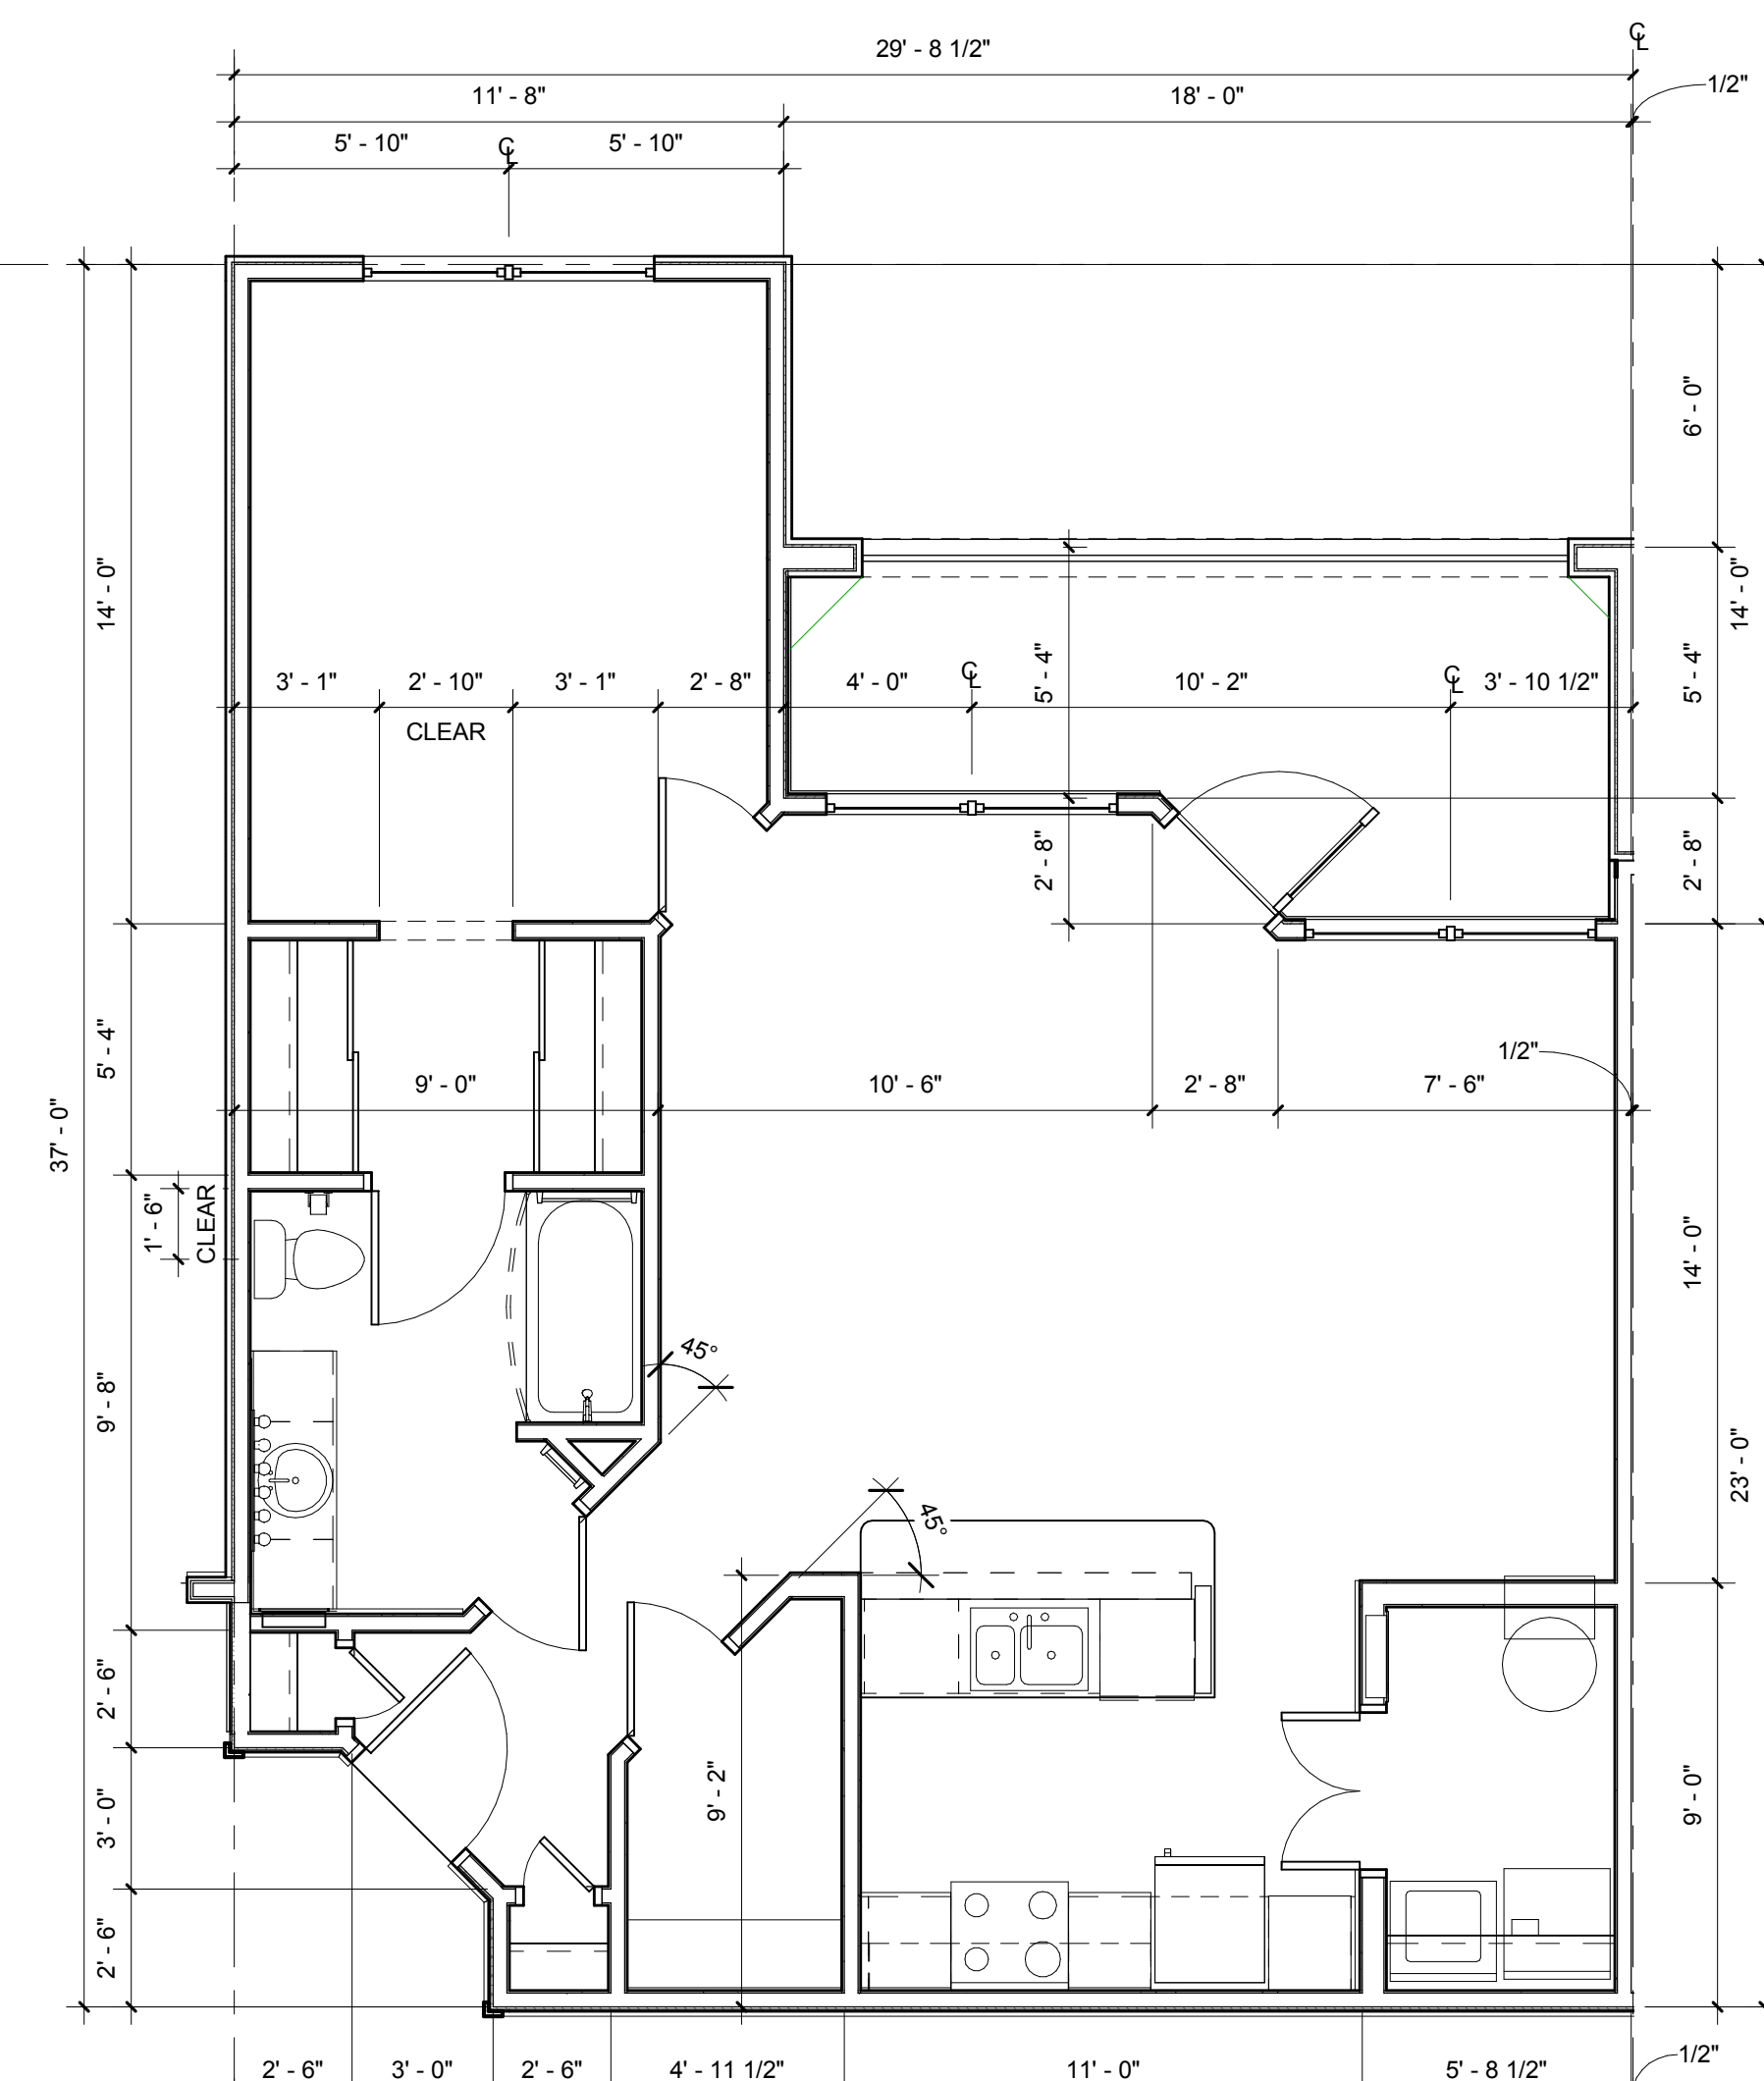 ℄
29' - 8 1/2"
1/2"
11' - 8"
18' - 0"
5' - 10"
℄
5' - 10"
6' - 0"
14' - 0"
14' - 0"
5' - 4"
5' - 4"
3' - 1"
2' - 10"
3' - 1"
2' - 8"
4' - 0"
℄
10' - 2"
℄
3' - 10 1/2"
CLEAR
2' - 8"
2' - 8"
5' - 4"
1/2"
9' - 0"
10' - 6"
2' - 8"
7' - 6"
37' - 0"
1' - 6"
CLEAR
14' - 0"
45°
9' - 8"
23' - 0"
45°
2' - 6"
9' - 2"
3' - 0"
9' - 0"
2' - 6"
2' - 6"
3' - 0"
2' - 6"
4' - 11 1/2"
11' - 0"
5' - 8 1/2"
1/2"